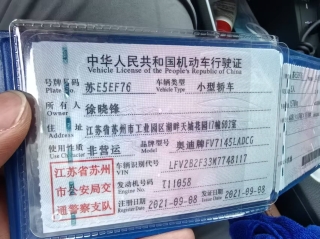 中华人民共和国机动车行驶证
Vehicle License of the People's Republic of China
号牌号码 苏E5EF76 车辆类型 小型轿车
Plate No. Vehicle Type
所有人 徐晓锋
Owner
住址 江苏省苏州市工业园区湖畔天城花园17幢603室
Address
使用性质 非营运 品牌型号 奥迪牌FV7145LADCG
Use Character Model
江苏省苏州市公安局交通警察支队
车辆识别代号 LFV2B2F33M7748117
VIN
发动机号码 T11058
Engine No.
注册日期 2021-09-08 发证日期 2021-09-08
Register Date Issue Date